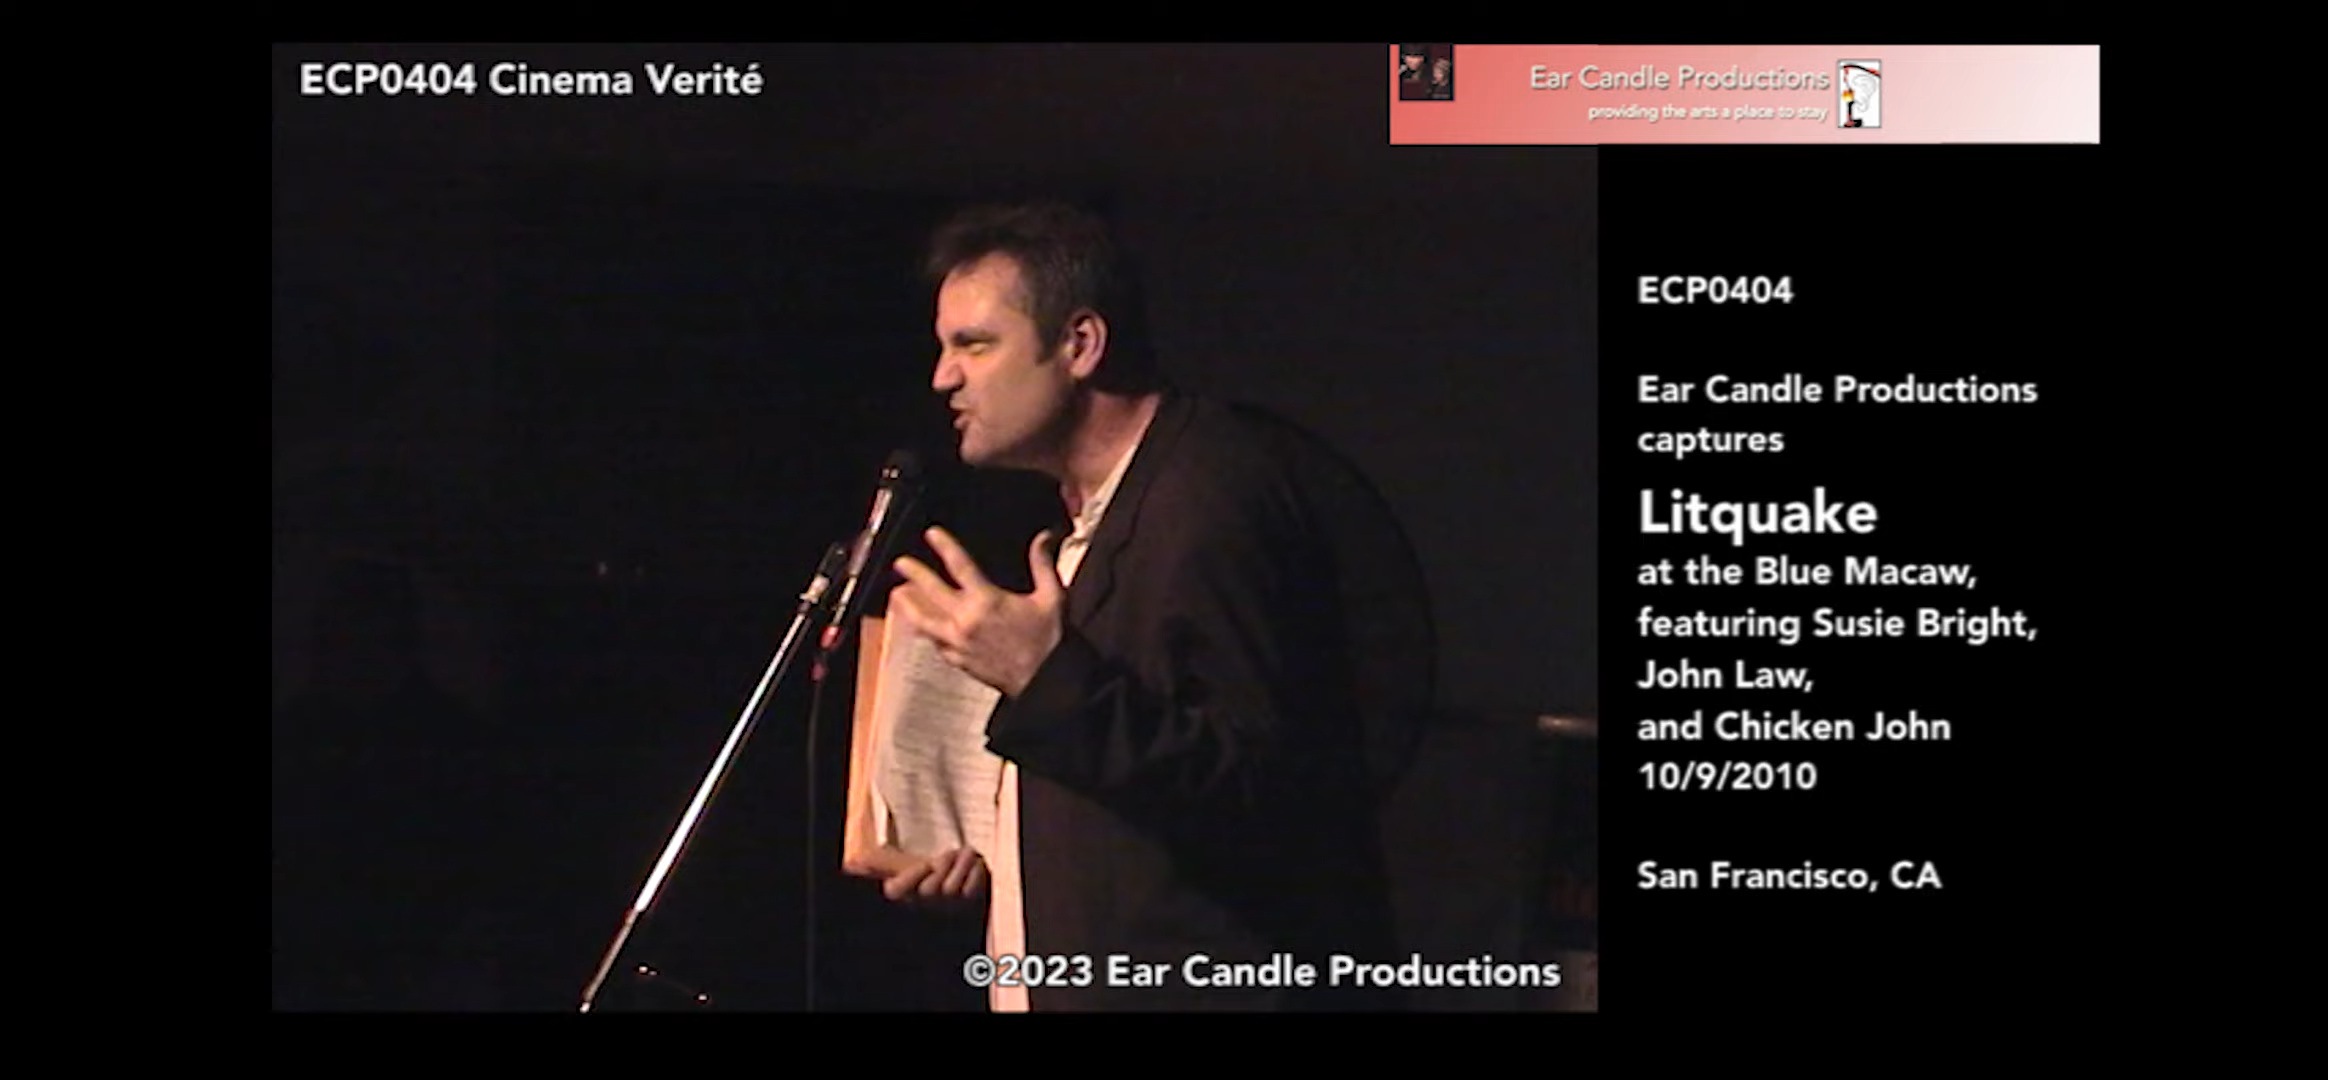 ECP0404 Cinema Verité
Ear Candle Productions
providing the arts a place to stay
ECP0404
Ear Candle Productions
captures
Litquake
at the Blue Macaw,
featuring Susie Bright,
John Law,
and Chicken John
10/9/2010
San Francisco, CA
©2023 Ear Candle Productions